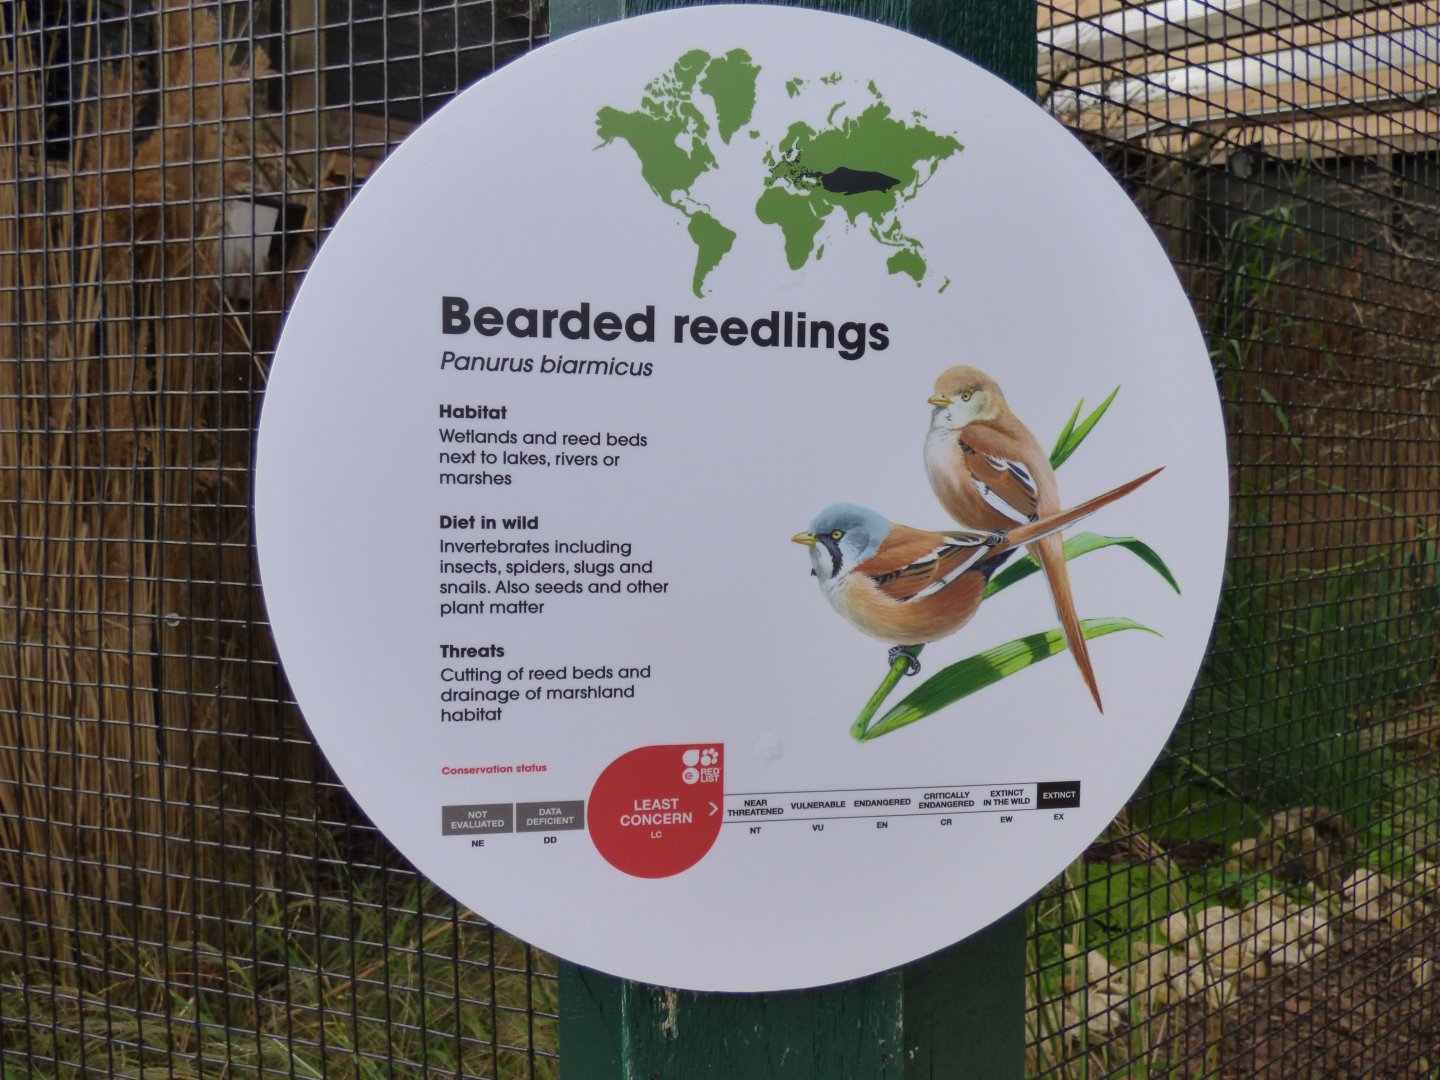 Bearded reedlings
Panurus biarmicus
Habitat
Wetlands and reed beds
next to lakes, rivers or
marshes
Diet in wild
Invertebrates including
insects, spiders, slugs and
snails. Also seeds and other
plant matter
Threats
Cutting of reed beds and
drainage of marshland
habitat
Conservation status
NOT
EVALUATED
NE
DATA
DEFICIENT
DD
RED
LIST
LEAST
CONCERN
LC
NEAR
THREATENED
NT
VULNERABLE
VU
ENDANGERED
EN
CRITICALLY
ENDANGERED
CR
EXTINCT
IN THE WILD
EW
EXTINCT
EX